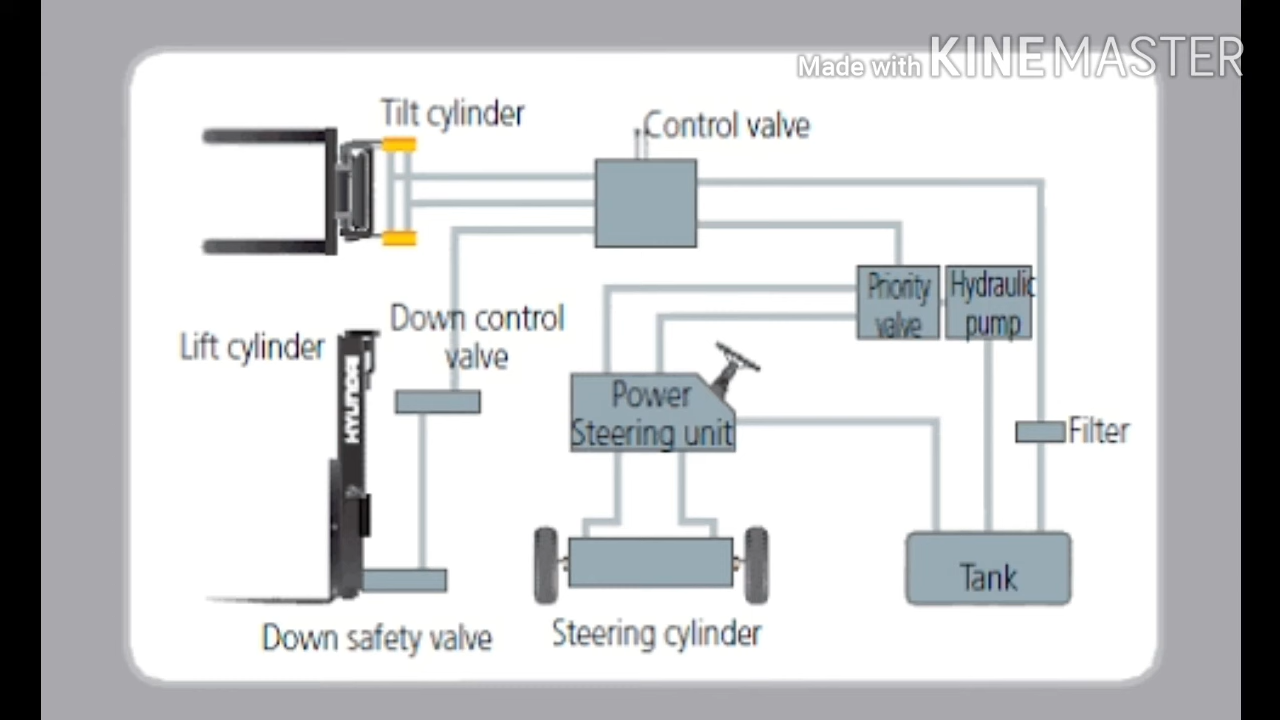 Made with KINEMASTER
Tilt cylinder
Control valve
Priority
valve
Hydraulic
pump
Down control
valve
Lift cylinder
HYUNDAI
Power
Steering unit
Filter
Tank
Down safety valve
Steering cylinder